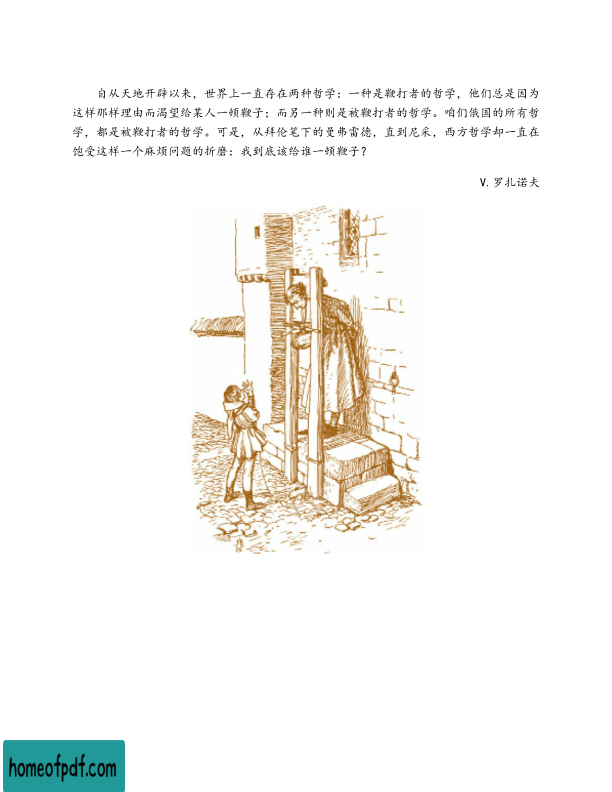 自从天地开辟以来，世界上一直存在两种哲学：一种是鞭打者的哲学，他们总是因为
这样那样理由而渴望给某人一顿鞭子；而另一种则是被鞭打者的哲学。咱们俄国的所有哲
学，都是被鞭打者的哲学。可是，从拜伦笔下的曼弗雷德，直到尼采，西方哲学却一直在
饱受这样一个麻烦问题的折磨：我到底该给谁一顿鞭子？
V.罗扎诺夫
homeofpdf.com